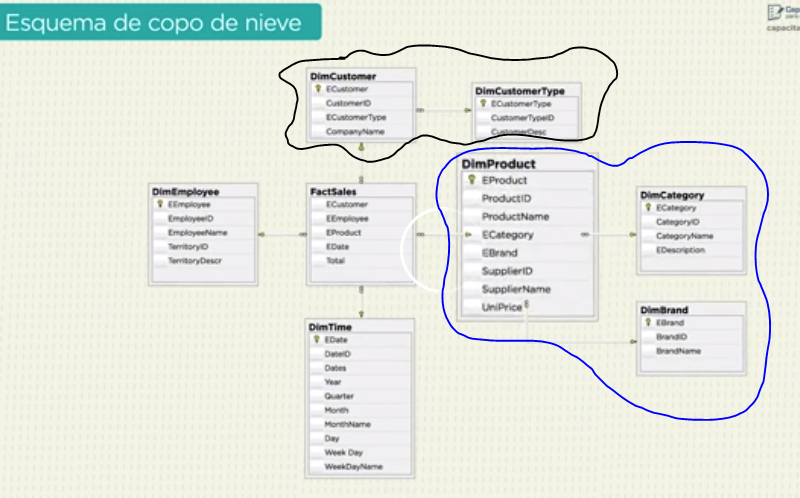 Esquema de copo de nieve
capacita
DimCustomer
ECustomer
CustomerID
ECustomerType
CompanyName
DimCustomerType
ECustomerType
CustomerTypeID
CustomerDesc
DimProduct
EProduct
ProductID
ProductName
ECategory
EBrand
SupplierID
SupplierName
UniPrice
DimCategory
ECategory
CategoryID
CategoryName
EDescription
DimEmployee
EEmployee
EmployeeID
EmployeeName
TerritoryID
TerritoryDescr
FactSales
ECustomer
EEmployee
EProduct
EDate
Total
DimBrand
EBrand
BrandID
BrandName
DimTime
EDate
DateID
Dates
Year
Quarter
Month
MonthName
Day
Week Day
WeekDayName